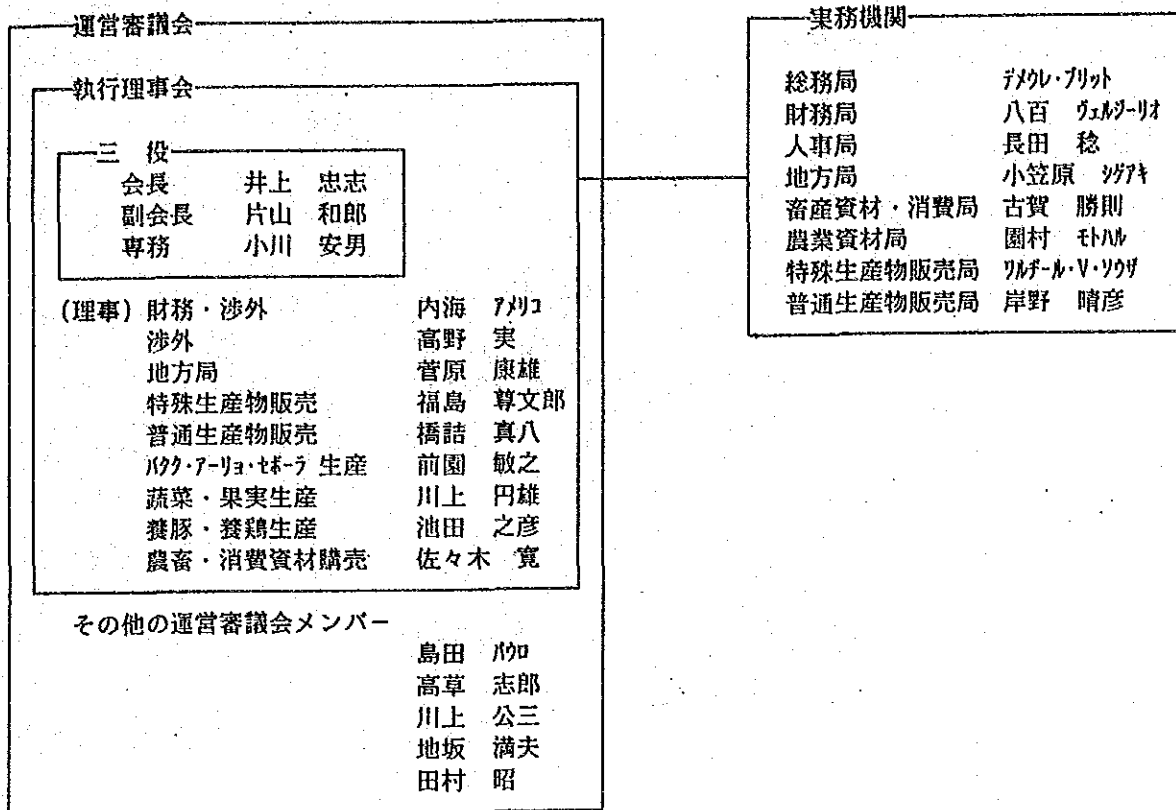 運営審議会
執行理事会
三 役
会長 井上 忠志
副会長 片山 和郎
専務 小川 安男
(理事) 財務・渉外 内海 アメリコ
渉外 高野 実
地方局 菅原 康雄
特殊生産物販売 福島 尊文郎
普通生産物販売 橋詰 真八
バタタ・アーリョ・セボーラ 生産 前園 敏之
蔬菜・果実生産 川上 円雄
養豚・養鶏生産 池田 之彦
農畜・消費資材購売 佐々木 寛
その他の運営審議会メンバー
島田 パウロ
高草 志郎
川上 公三
地坂 満夫
田村 昭
実務機関
総務局 デメウレ・ブリット
財務局 八百 ヴェルジーリオ
人事局 長田 稔
地方局 小笠原 シゲアキ
畜産資材・消費局 古賀 勝則
農業資材局 園村 モトハル
特殊生産物販売局 ワルチール・V・ソウザ
普通生産物販売局 岸野 晴彦